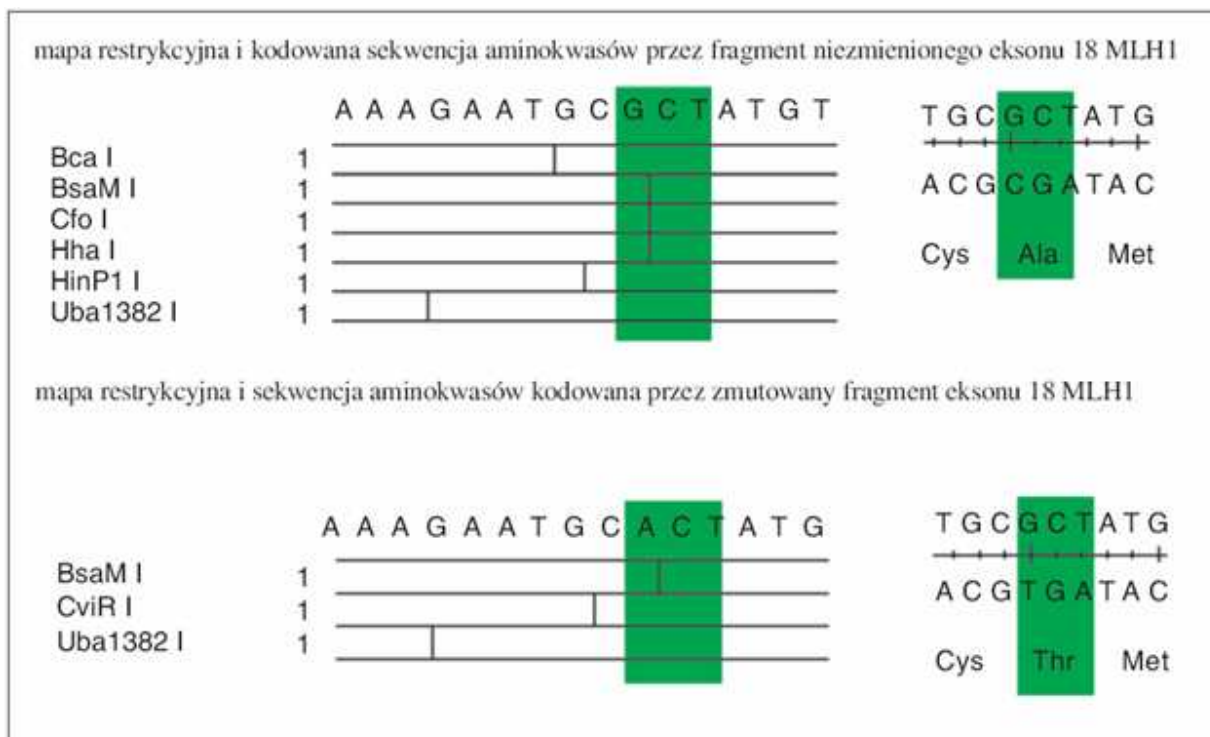 mapa restrykcyjna i kodowana sekwencja aminokwasów przez fragment niezmienionego eksonu 18 MLH1
A A A G A A T G C G C T A T G T
T G C G C T A T G
Bca I 1
BsaM I 1
Cfo I 1
Hha I 1
HinP1 I 1
Uba1382 I 1
A C G C G A T A C
Cys Ala Met
mapa restrykcyjna i sekwencja aminokwasów kodowana przez zmutowany fragment eksonu 18 MLH1
A A A G A A T G C A C T A T G
T G C G C T A T G
BsaM I 1
CviR I 1
Uba1382 I 1
A C G T G A T A C
Cys Thr Met